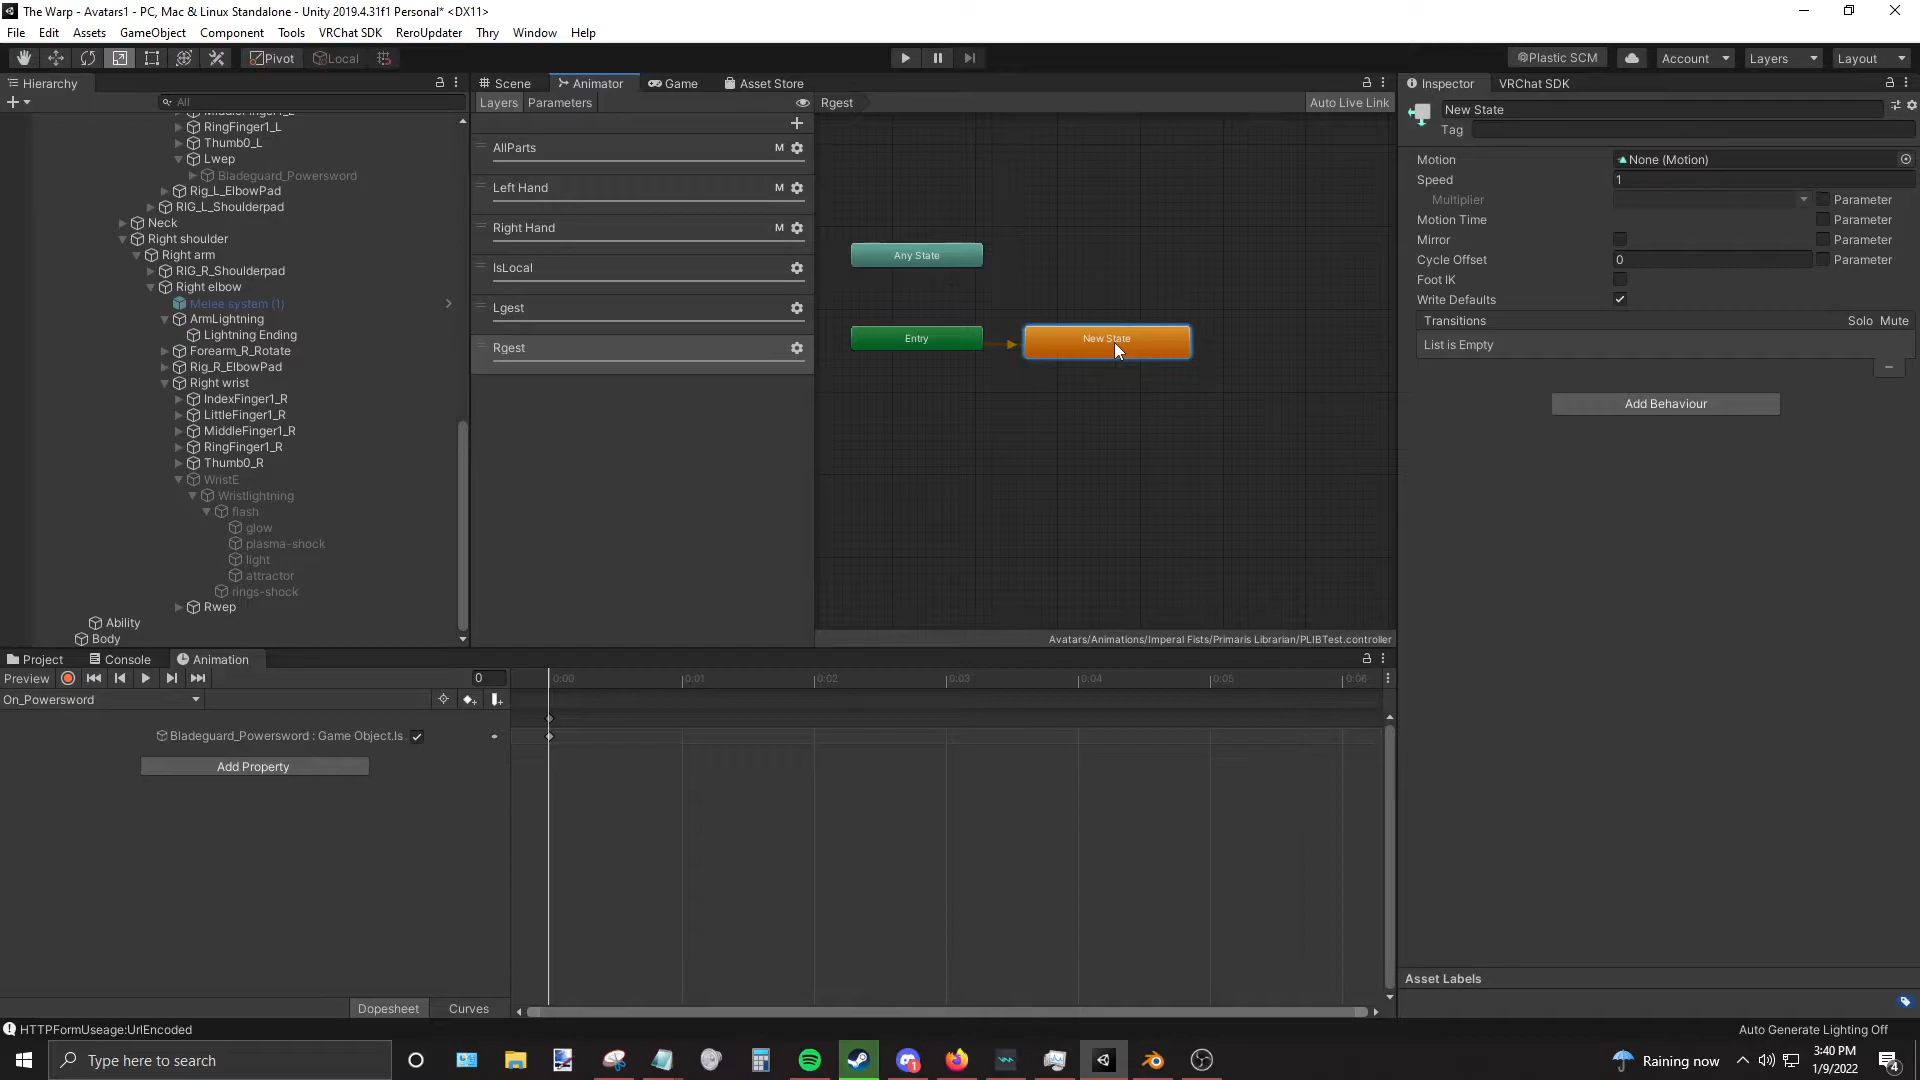 The Warp - Avatars1 - PC, Mac & Linux Standalone - Unity 2019.4.31f1 Personal* <DX11>
File Edit Assets GameObject Component Tools VRChat SDK ReroUpdater Thry Window Help
Pivot Local Plastic SCM Account Layers Layout
Hierarchy
All
RingFinger1_L
Thumb0_L
Lwep
Bladeguard_Powersword
Rig_L_ElbowPad
RIG_L_Shoulderpad
Neck
Right shoulder
Right arm
RIG_R_Shoulderpad
Right elbow
Melee system (1)
ArmLightning
Lightning Ending
Forearm_R_Rotate
Rig_R_ElbowPad
Right wrist
IndexFinger1_R
LittleFinger1_R
MiddleFinger1_R
RingFinger1_R
Thumb0_R
WristE
Wristlightning
flash
glow
plasma-shock
light
attractor
rings-shock
Rwep
Ability
Body
Scene Animator Game Asset Store
Layers Parameters Rgest Auto Live Link
AllParts M
Left Hand M
Right Hand M
IsLocal
Lgest
Rgest
Any State
Entry
New State
Avatars/Animations/Imperal Fists/Primaris Librarian/PLIBTest.controller
Inspector VRChat SDK
New State
Tag
Motion None (Motion)
Speed 1
Multiplier Parameter
Motion Time Parameter
Mirror Parameter
Cycle Offset 0 Parameter
Foot IK
Write Defaults
Transitions Solo Mute
List is Empty
Add Behaviour
Asset Labels
Project Console Animation
Preview 0
0:00 0:01 0:02 0:03 0:04 0:05 0:06
On_Powersword
Bladeguard_Powersword : Game Object.Is
Add Property
Dopesheet Curves
HTTPFormUseage:UrlEncoded
Auto Generate Lighting Off
Type here to search
1
Raining now
3:40 PM
1/9/2022
4